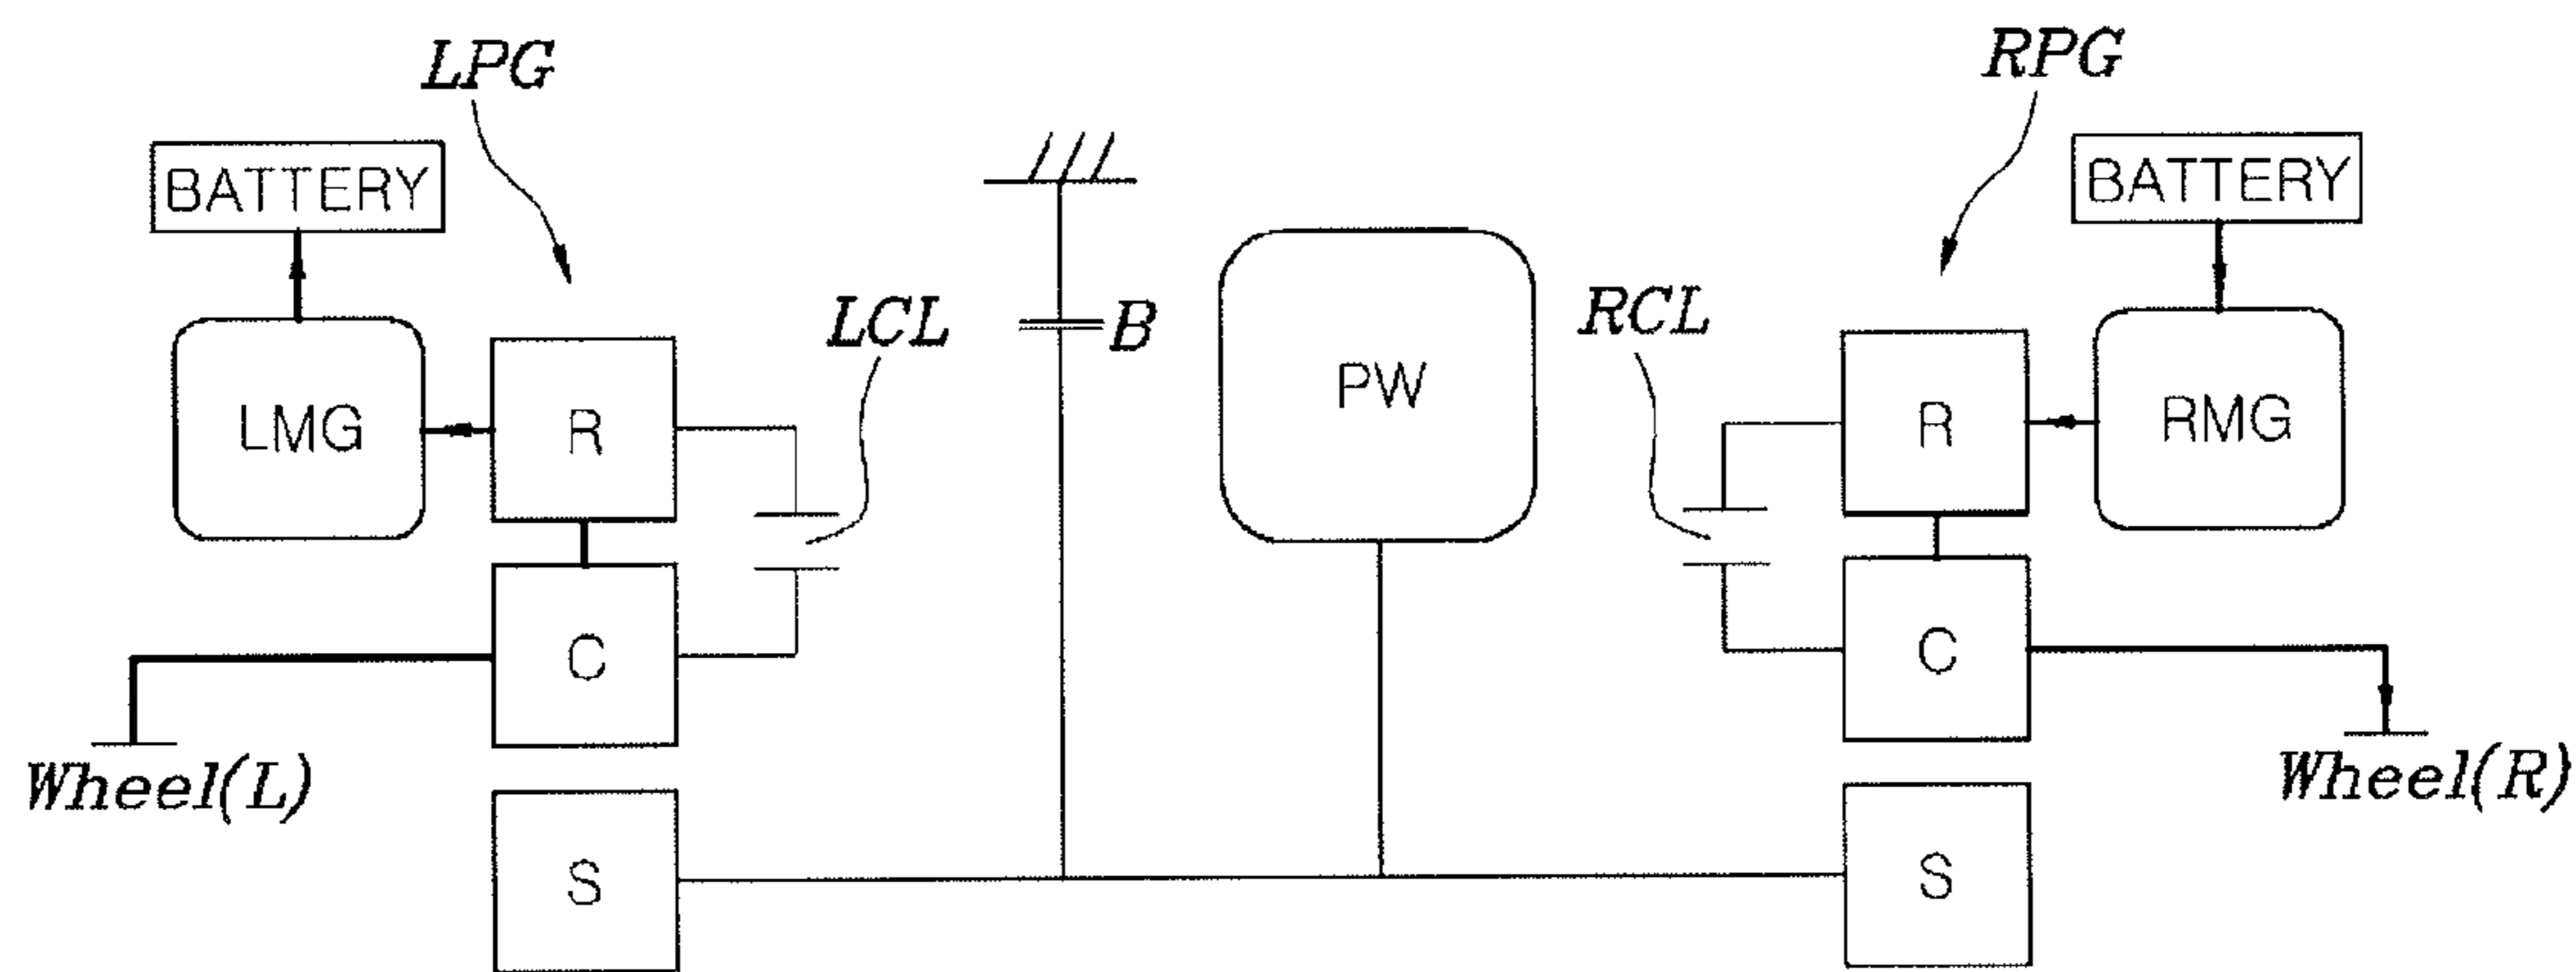 LPG
RPG
BATTERY
BATTERY
LCL
B
RCL
PW
LMG
R
R
RMG
C
C
Wheel(L)
Wheel(R)
S
S